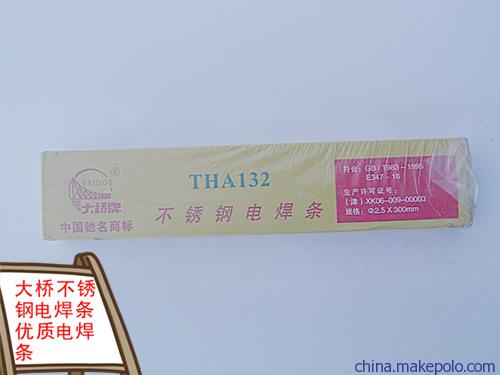 BRIDGE ®
大桥牌
中国驰名商标
THA132
不锈钢电焊条
符合：GB/T983-1995
E347-16
生产许可证号：
（津）XK06-009-00003
规格：Φ2.5X300mm
大桥不锈
钢电焊条
优质电焊
条
china.makepolo.com